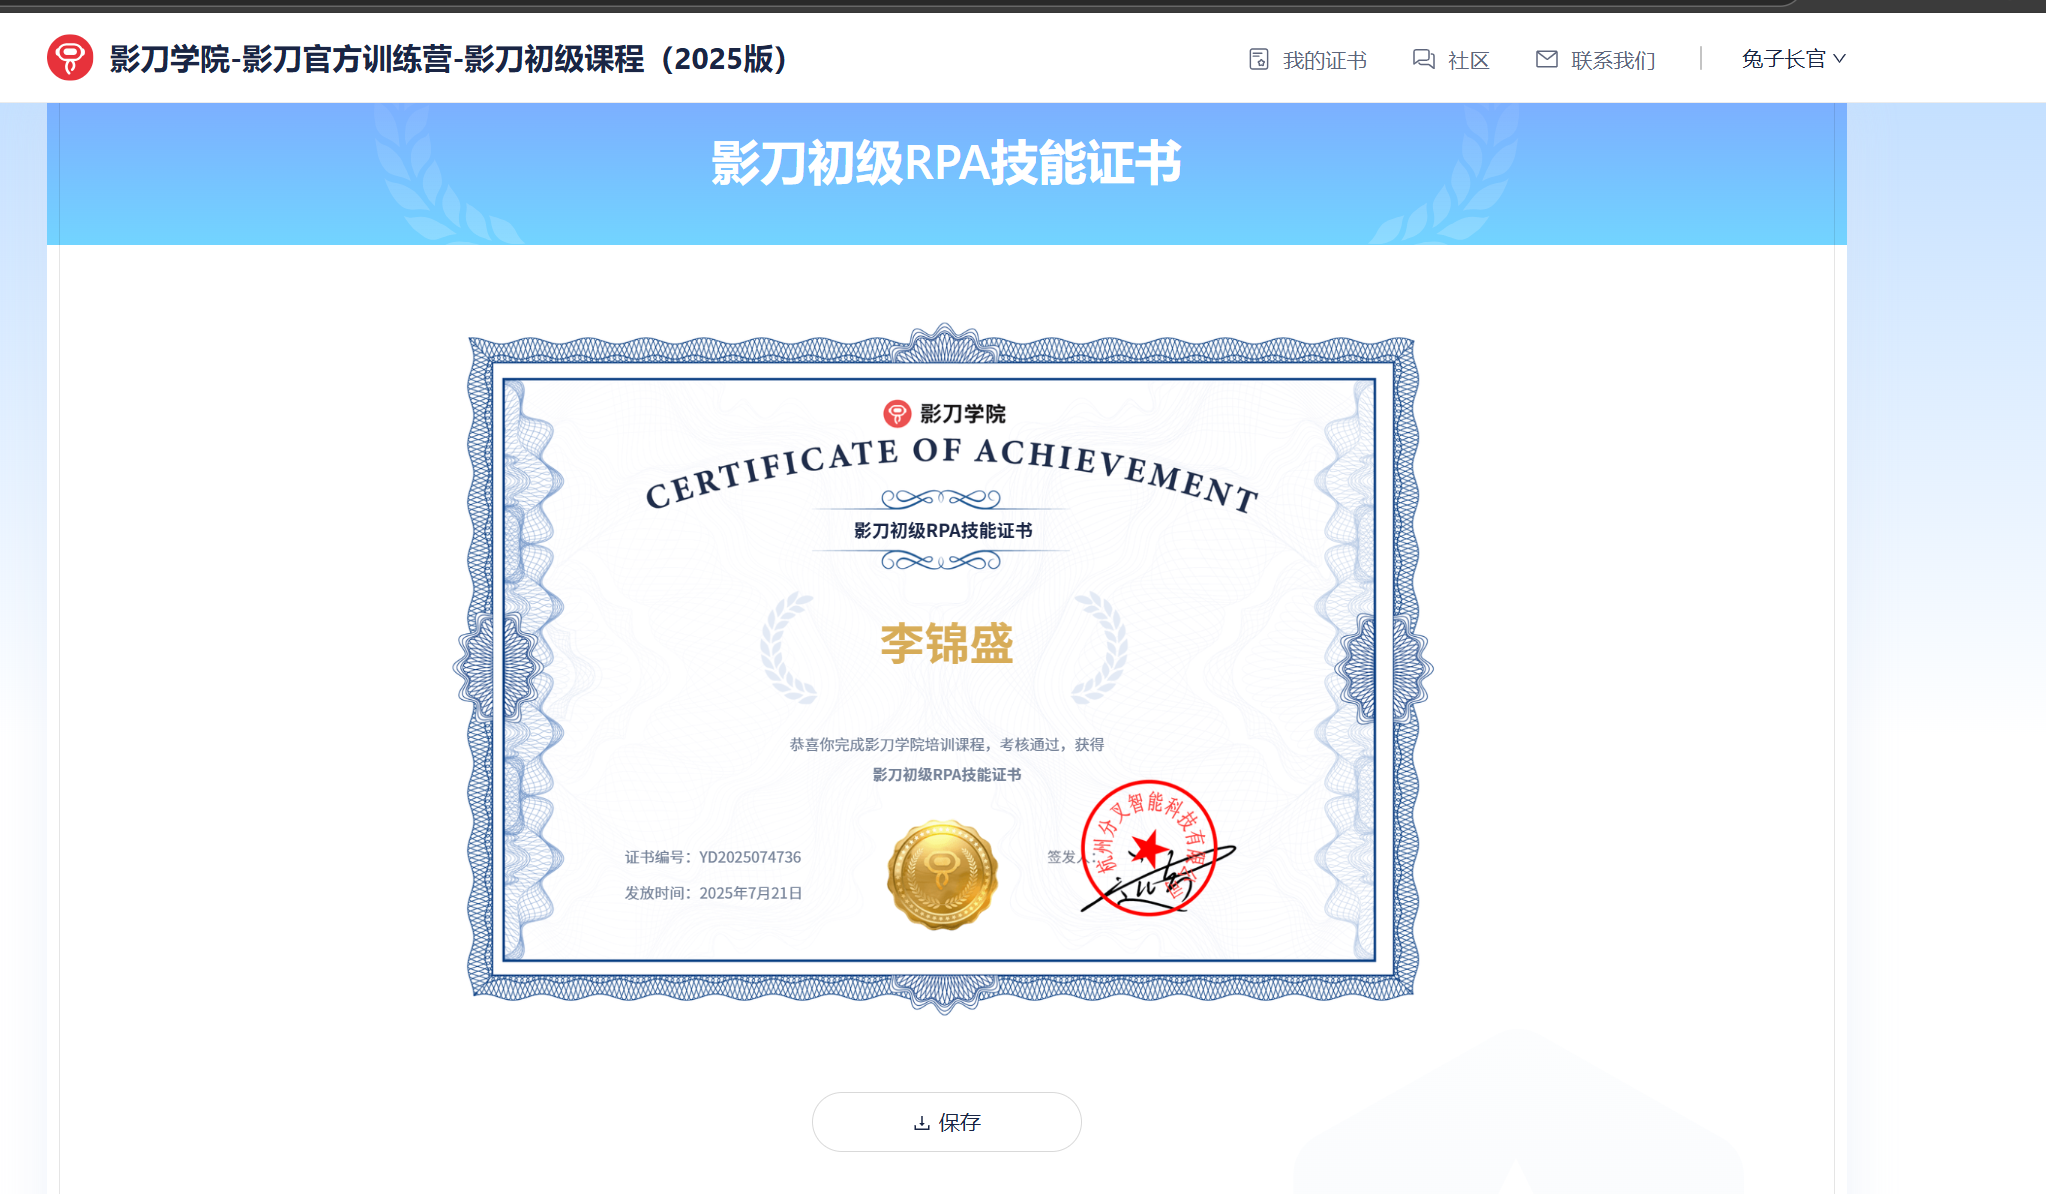 影刀学院-影刀官方训练营-影刀初级课程（2025版）
我的证书
社区
联系我们
兔子长官
影刀初级RPA技能证书
影刀学院
CERTIFICATE OF ACHIEVEMENT
影刀初级RPA技能证书
李锦盛
恭喜你完成影刀学院培训课程，考核通过，获得
影刀初级RPA技能证书
证书编号：YD2025074736
发放时间：2025年7月21日
签发人：
杭州分叉智能科技有限公司
保存